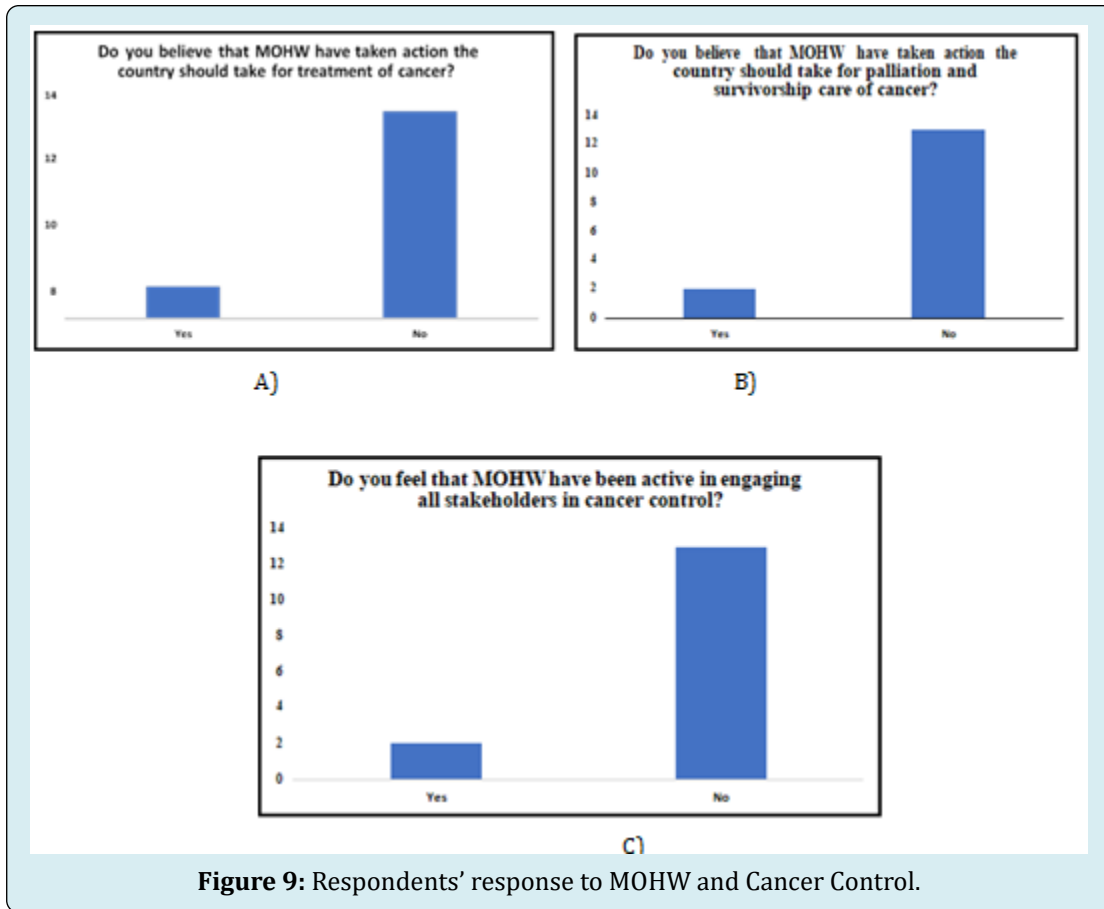 Do you believe that MOHW have taken action the
country should take for treatment of cancer?
14
12
10
8
Yes No
A)
Do you believe that MOHW have taken action the
country should take for palliation and
survivorship care of cancer?
14
12
10
8
6
4
2
0
Yes No
B)
Do you feel that MOHW have been active in engaging
all stakeholders in cancer control?
14
12
10
8
6
4
2
0
Yes No
C)
Figure 9: Respondents’ response to MOHW and Cancer Control.